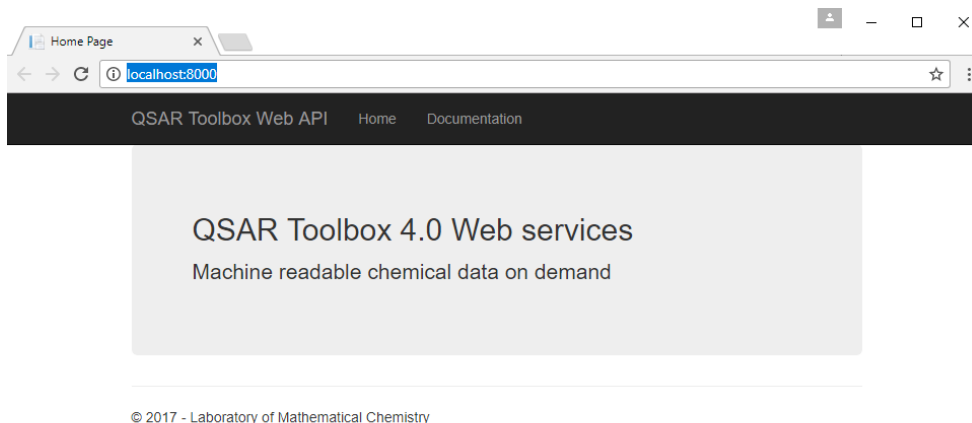 Home Page
localhost:8000
QSAR Toolbox Web API Home Documentation
QSAR Toolbox 4.0 Web services
Machine readable chemical data on demand
© 2017 - Laboratory of Mathematical Chemistry